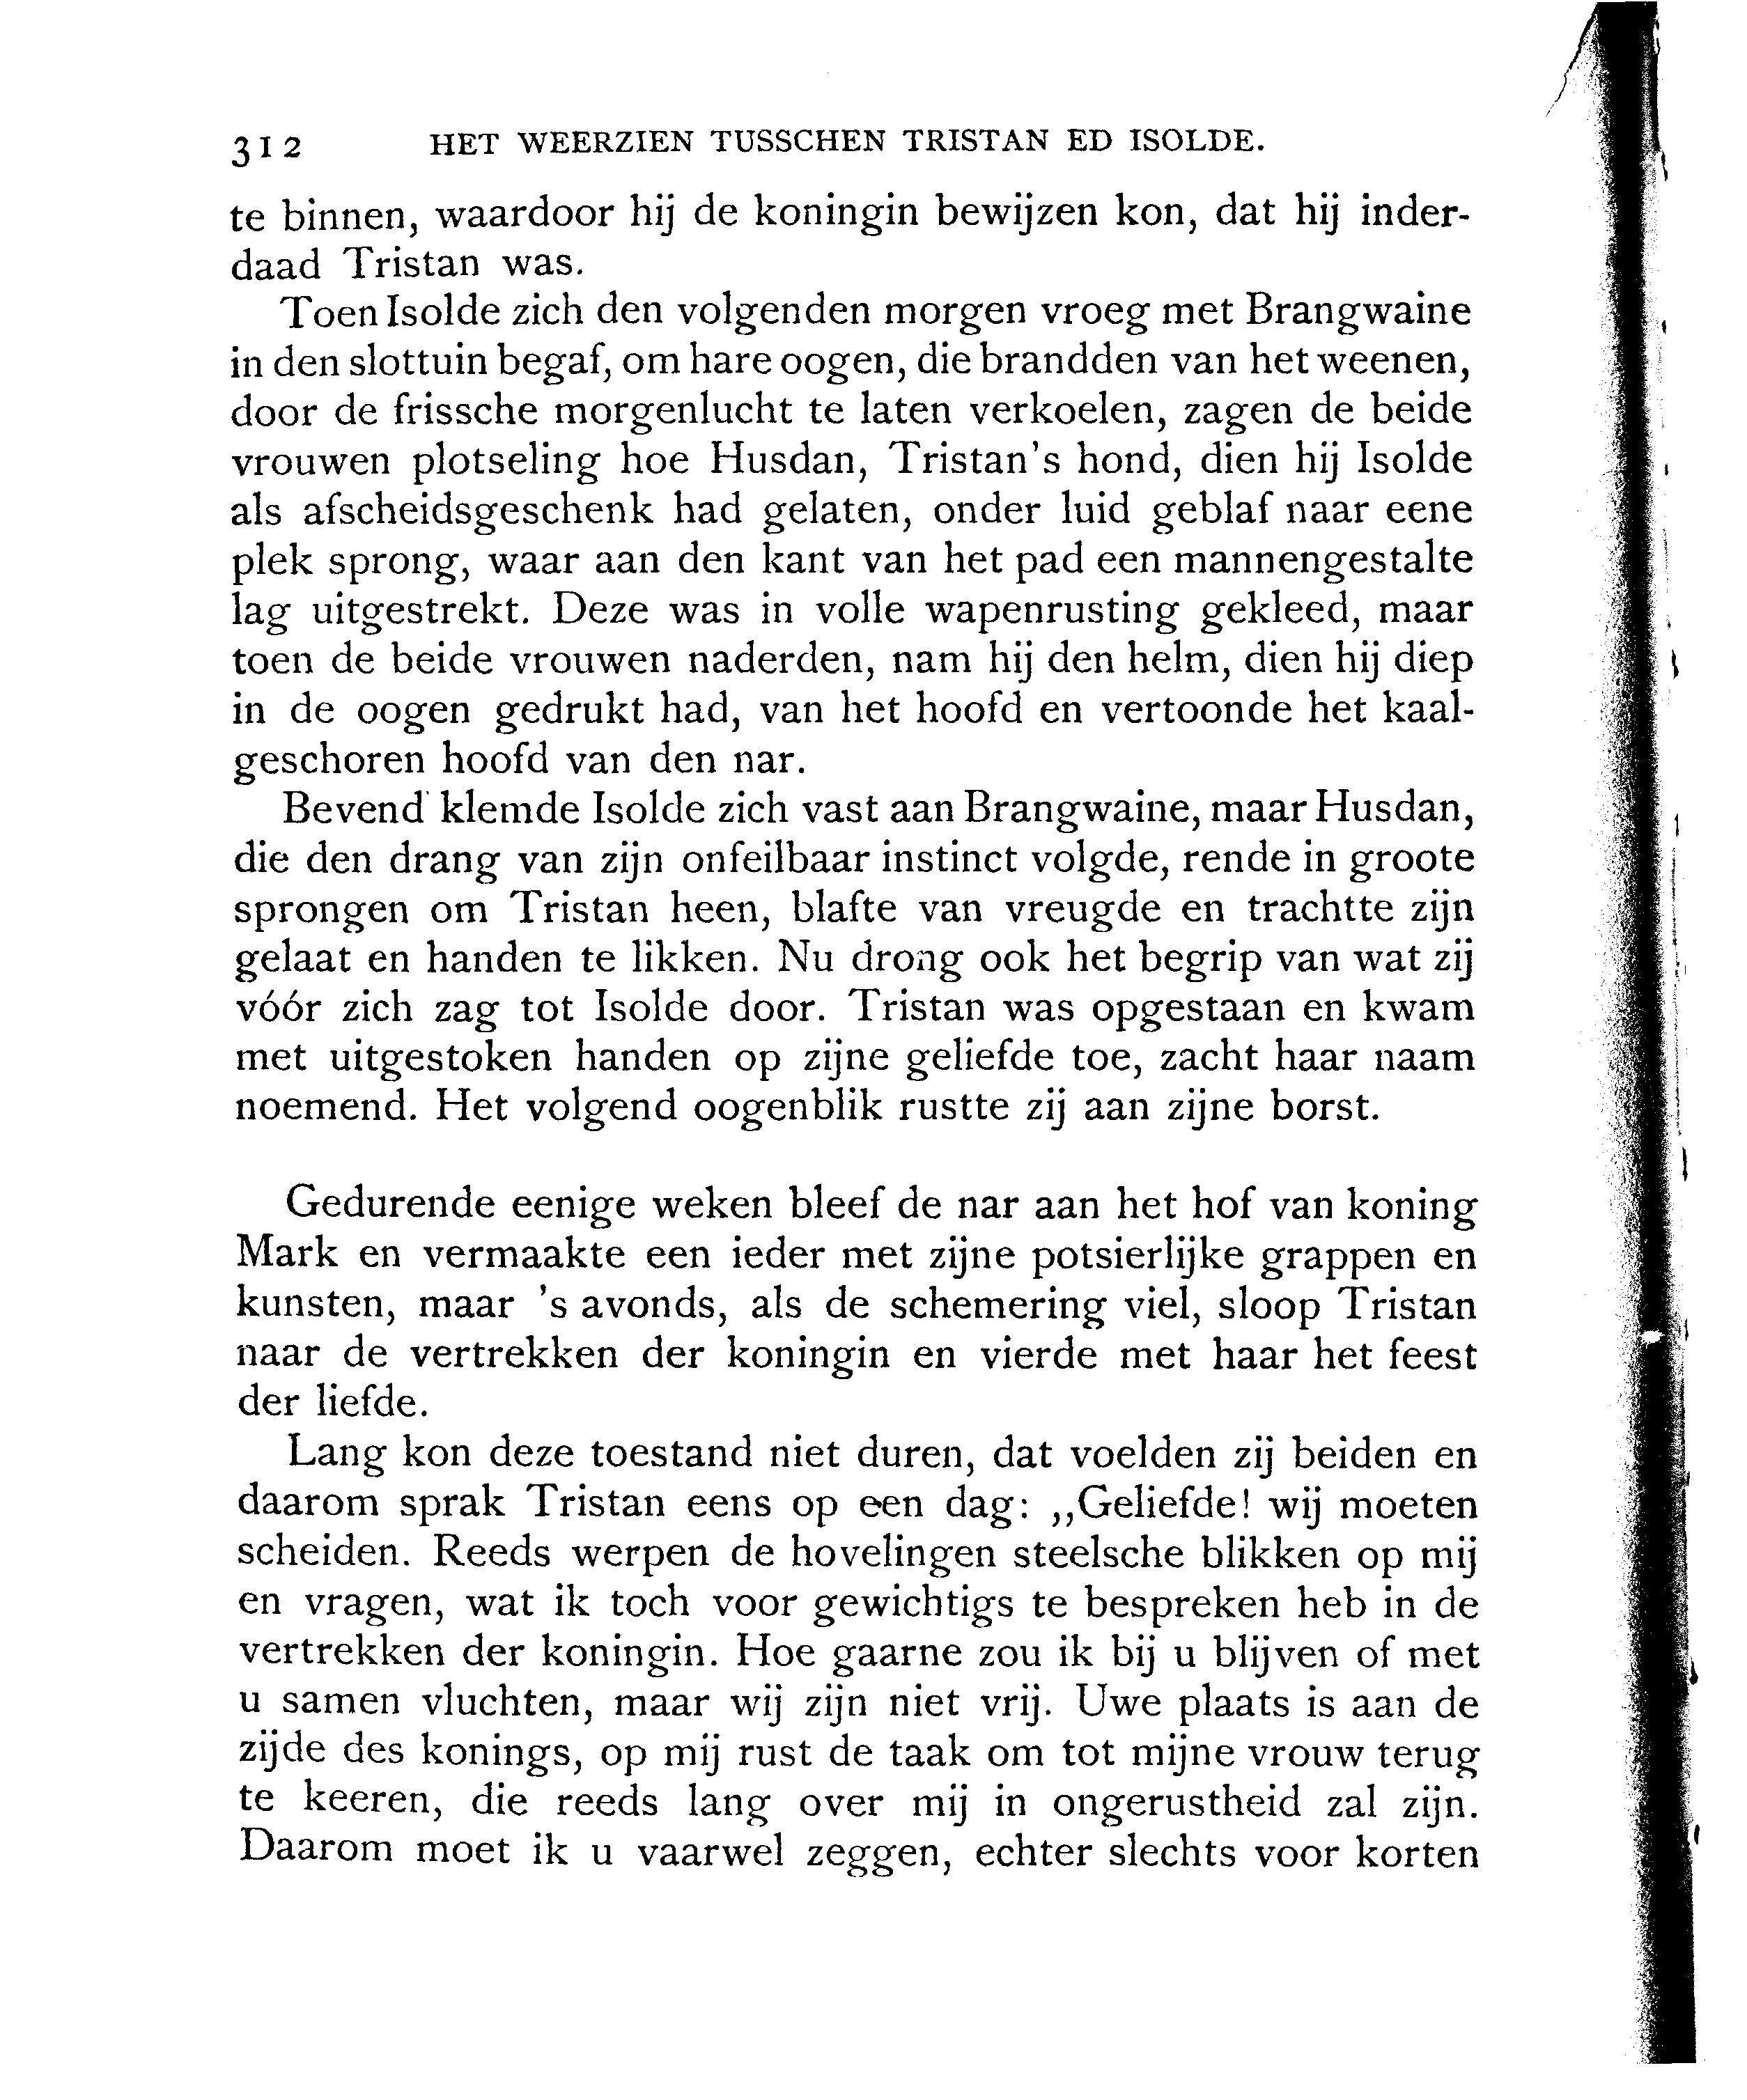 312 HET WEERZIEN TUSSCHEN TRISTAN ED ISOLDE.
te binnen, waardoor hij de koningin bewijzen kon, dat hij inder-
daad Tristan was.
Toen Isolde zich den volgenden morgen vroeg met Brangwaine
in den slottuin begaf, om hare oogen, die brandden van het weenen,
door de frissche morgenlucht te laten verkoelen, zagen de beide
vrouwen plotseling hoe Husdan, Tristan's hond, dien hij Isolde
als afscheidsgeschenk had gelaten, onder luid geblaf naar eene
plek sprong, waar aan den kant van het pad een mannengestalte
lag uitgestrekt. Deze was in volle wapenrusting gekleed, maar
toen de beide vrouwen naderden, nam hij den helm, dien hij diep
in de oogen gedrukt had, van het hoofd en vertoonde het kaal-
geschoren hoofd van den nar.
Bevend klemde Isolde zich vast aan Brangwaine, maar Husdan,
die den drang van zijn onfeilbaar instinct volgde, rende in groote
sprongen om Tristan heen, blafte van vreugde en trachtte zijn
gelaat en handen te likken. Nu drong ook het begrip van wat zij
vóór zich zag tot Isolde door. Tristan was opgestaan en kwam
met uitgestoken handen op zijne geliefde toe, zacht haar naam
noemend. Het volgend oogenblik rustte zij aan zijne borst.
Gedurende eenige weken bleef de nar aan het hof van koning
Mark en vermaakte een ieder met zijne potsierlijke grappen en
kunsten, maar 's avonds, als de schemering viel, sloop Tristan
naar de vertrekken der koningin en vierde met haar het feest
der liefde.
Lang kon deze toestand niet duren, dat voelden zij beiden en
daarom sprak Tristan eens op een dag: ,,Geliefde! wij moeten
scheiden. Reeds werpen de hovelingen steelsche blikken op mij
en vragen, wat ik toch voor gewichtigs te bespreken heb in de
vertrekken der koningin. Hoe gaarne zou ik bij u blijven of met
u samen vluchten, maar wij zijn niet vrij. Uwe plaats is aan de
zijde des konings, op mij rust de taak om tot mijne vrouw terug
te keeren, die reeds lang over mij in ongerustheid zal zijn.
Daarom moet ik u vaarwel zeggen, echter slechts voor korten